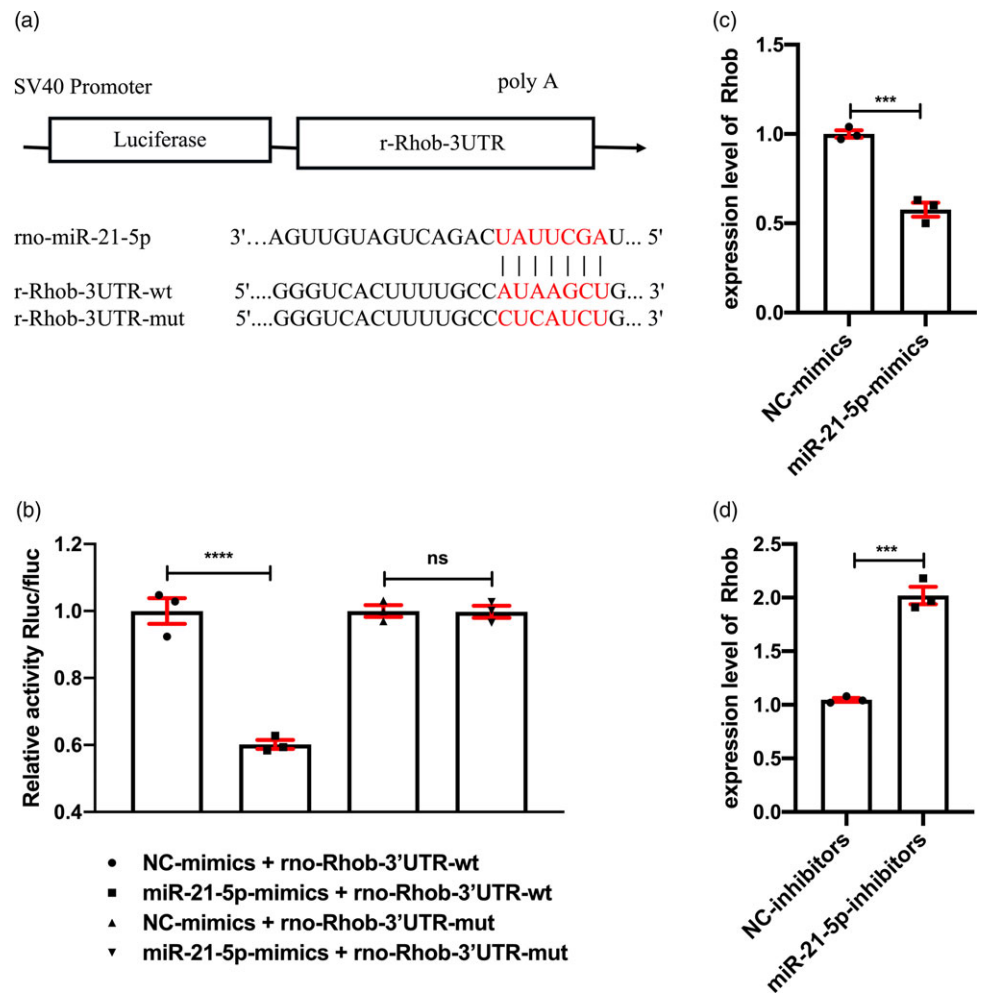 (a)
SV40 Promoter
poly A
Luciferase
r-Rhob-3UTR
rno-miR-21-5p 3'...AGUUGUAGUCAGACUAUUCGAU... 5'
r-Rhob-3UTR-wt 5'....GGGUCACUUUUGCCAUAAGCUG... 3'
r-Rhob-3UTR-mut 5'....GGGUCACUUUUGCCCUCAUCUG... 3'
(b)
Relative activity Rluc/fluc
1.2
1.0
0.8
0.6
0.4
****
ns
NC-mimics + rno-Rhob-3'UTR-wt
miR-21-5p-mimics + rno-Rhob-3'UTR-wt
NC-mimics + rno-Rhob-3'UTR-mut
miR-21-5p-mimics + rno-Rhob-3'UTR-mut
(c)
expression level of Rhob
1.5
1.0
0.5
0.0
***
NC-mimics
miR-21-5p-mimics
(d)
expression level of Rhob
2.5
2.0
1.5
1.0
0.5
0.0
***
NC-inhibitors
miR-21-5p-inhibitors